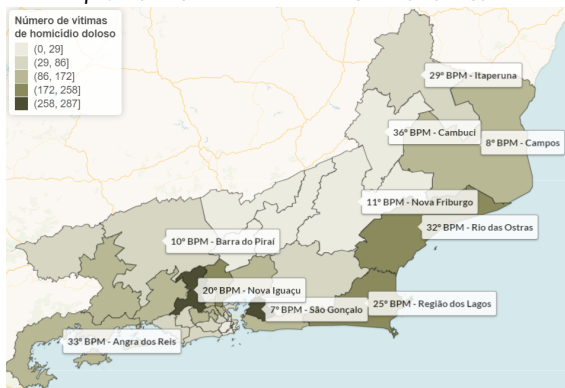 Número de vítimas
de homicídio doloso
(0, 29]
(29, 86]
(86, 172]
(172, 258]
(258, 287]
29º BPM - Itaperuna
36º BPM - Cambuci
8º BPM - Campos
11º BPM - Nova Friburgo
32º BPM - Rio das Ostras
10º BPM - Barra do Piraí
20º BPM - Nova Iguaçu
25º BPM - Região dos Lagos
7º BPM - São Gonçalo
33º BPM - Angra dos Reis